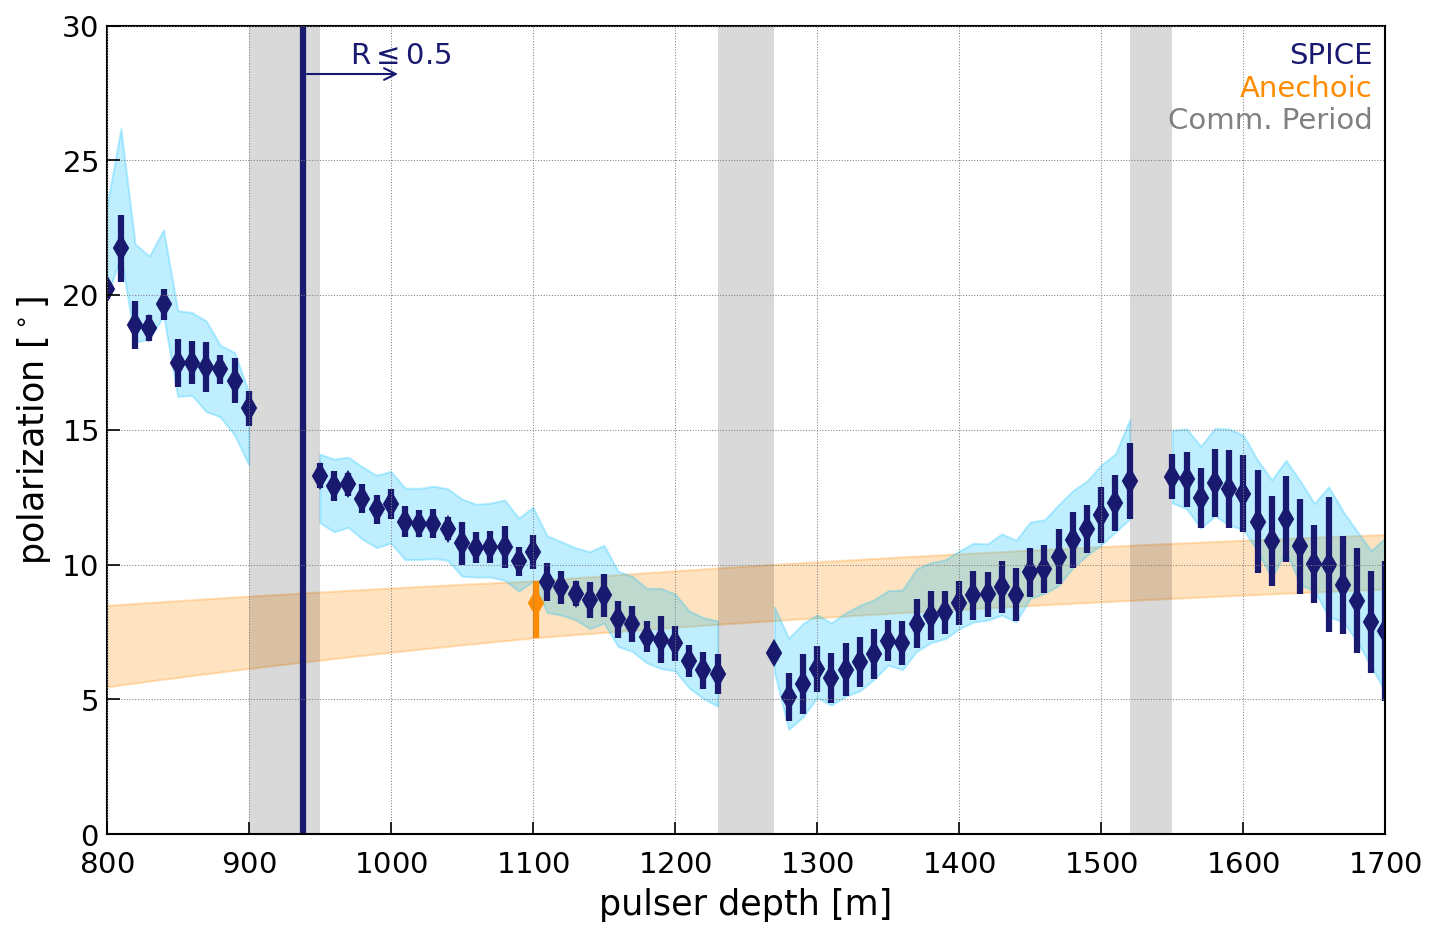 30
25
20
15
10
5
0
polarization [°]
R ≤ 0.5
SPICE
Anechoic
Comm. Period
800 900 1000 1100 1200 1300 1400 1500 1600 1700
pulser depth [m]